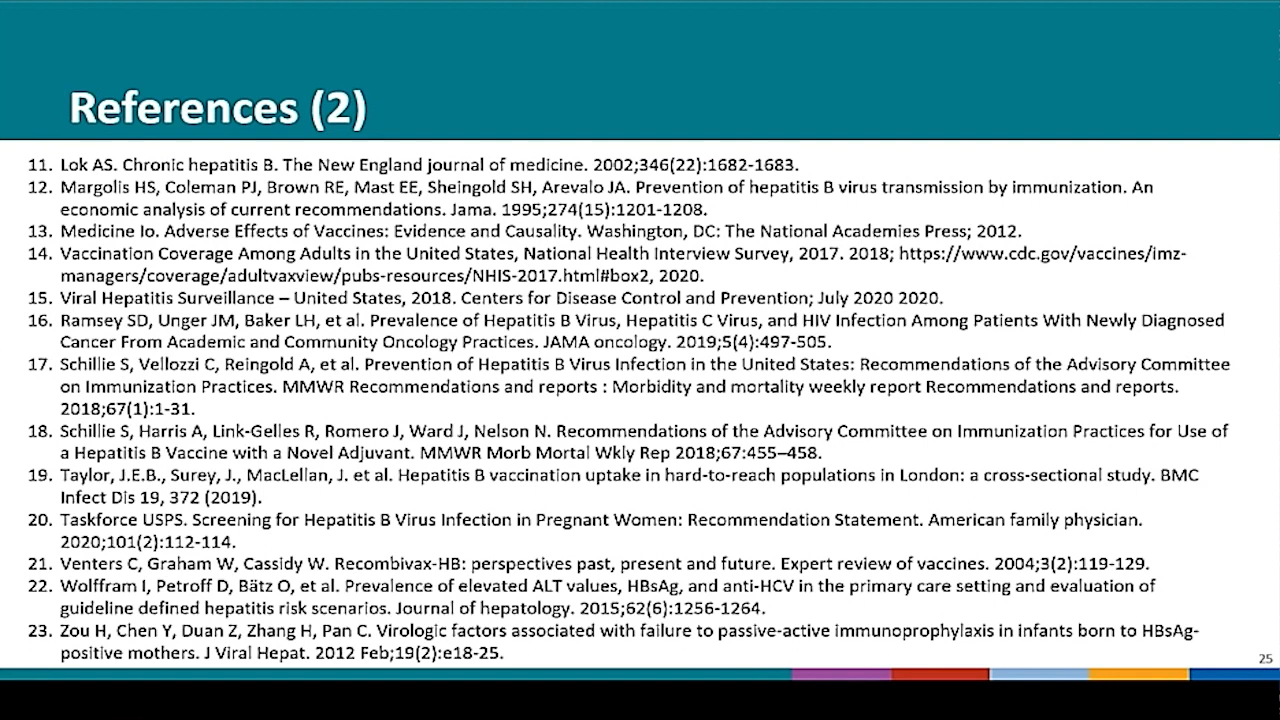 References (2)
11. Lok AS. Chronic hepatitis B. The New England journal of medicine. 2002;346(22):1682-1683.
12. Margolis HS, Coleman PJ, Brown RE, Mast EE, Sheingold SH, Arevalo JA. Prevention of hepatitis B virus transmission by immunization. An
economic analysis of current recommendations. Jama. 1995;274(15):1201-1208.
13. Medicine Io. Adverse Effects of Vaccines: Evidence and Causality. Washington, DC: The National Academies Press; 2012.
14. Vaccination Coverage Among Adults in the United States, National Health Interview Survey, 2017. 2018; https://www.cdc.gov/vaccines/imz-
managers/coverage/adultvaxview/pubs-resources/NHIS-2017.html#box2, 2020.
15. Viral Hepatitis Surveillance – United States, 2018. Centers for Disease Control and Prevention; July 2020 2020.
16. Ramsey SD, Unger JM, Baker LH, et al. Prevalence of Hepatitis B Virus, Hepatitis C Virus, and HIV Infection Among Patients With Newly Diagnosed
Cancer From Academic and Community Oncology Practices. JAMA oncology. 2019;5(4):497-505.
17. Schillie S, Vellozzi C, Reingold A, et al. Prevention of Hepatitis B Virus Infection in the United States: Recommendations of the Advisory Committee
on Immunization Practices. MMWR Recommendations and reports : Morbidity and mortality weekly report Recommendations and reports.
2018;67(1):1-31.
18. Schillie S, Harris A, Link-Gelles R, Romero J, Ward J, Nelson N. Recommendations of the Advisory Committee on Immunization Practices for Use of
a Hepatitis B Vaccine with a Novel Adjuvant. MMWR Morb Mortal Wkly Rep 2018;67:455–458.
19. Taylor, J.E.B., Surey, J., MacLellan, J. et al. Hepatitis B vaccination uptake in hard-to-reach populations in London: a cross-sectional study. BMC
Infect Dis 19, 372 (2019).
20. Taskforce USPS. Screening for Hepatitis B Virus Infection in Pregnant Women: Recommendation Statement. American family physician.
2020;101(2):112-114.
21. Venters C, Graham W, Cassidy W. Recombivax-HB: perspectives past, present and future. Expert review of vaccines. 2004;3(2):119-129.
22. Wolffram I, Petroff D, Bätz O, et al. Prevalence of elevated ALT values, HBsAg, and anti-HCV in the primary care setting and evaluation of
guideline defined hepatitis risk scenarios. Journal of hepatology. 2015;62(6):1256-1264.
23. Zou H, Chen Y, Duan Z, Zhang H, Pan C. Virologic factors associated with failure to passive-active immunoprophylaxis in infants born to HBsAg-
positive mothers. J Viral Hepat. 2012 Feb;19(2):e18-25.
25